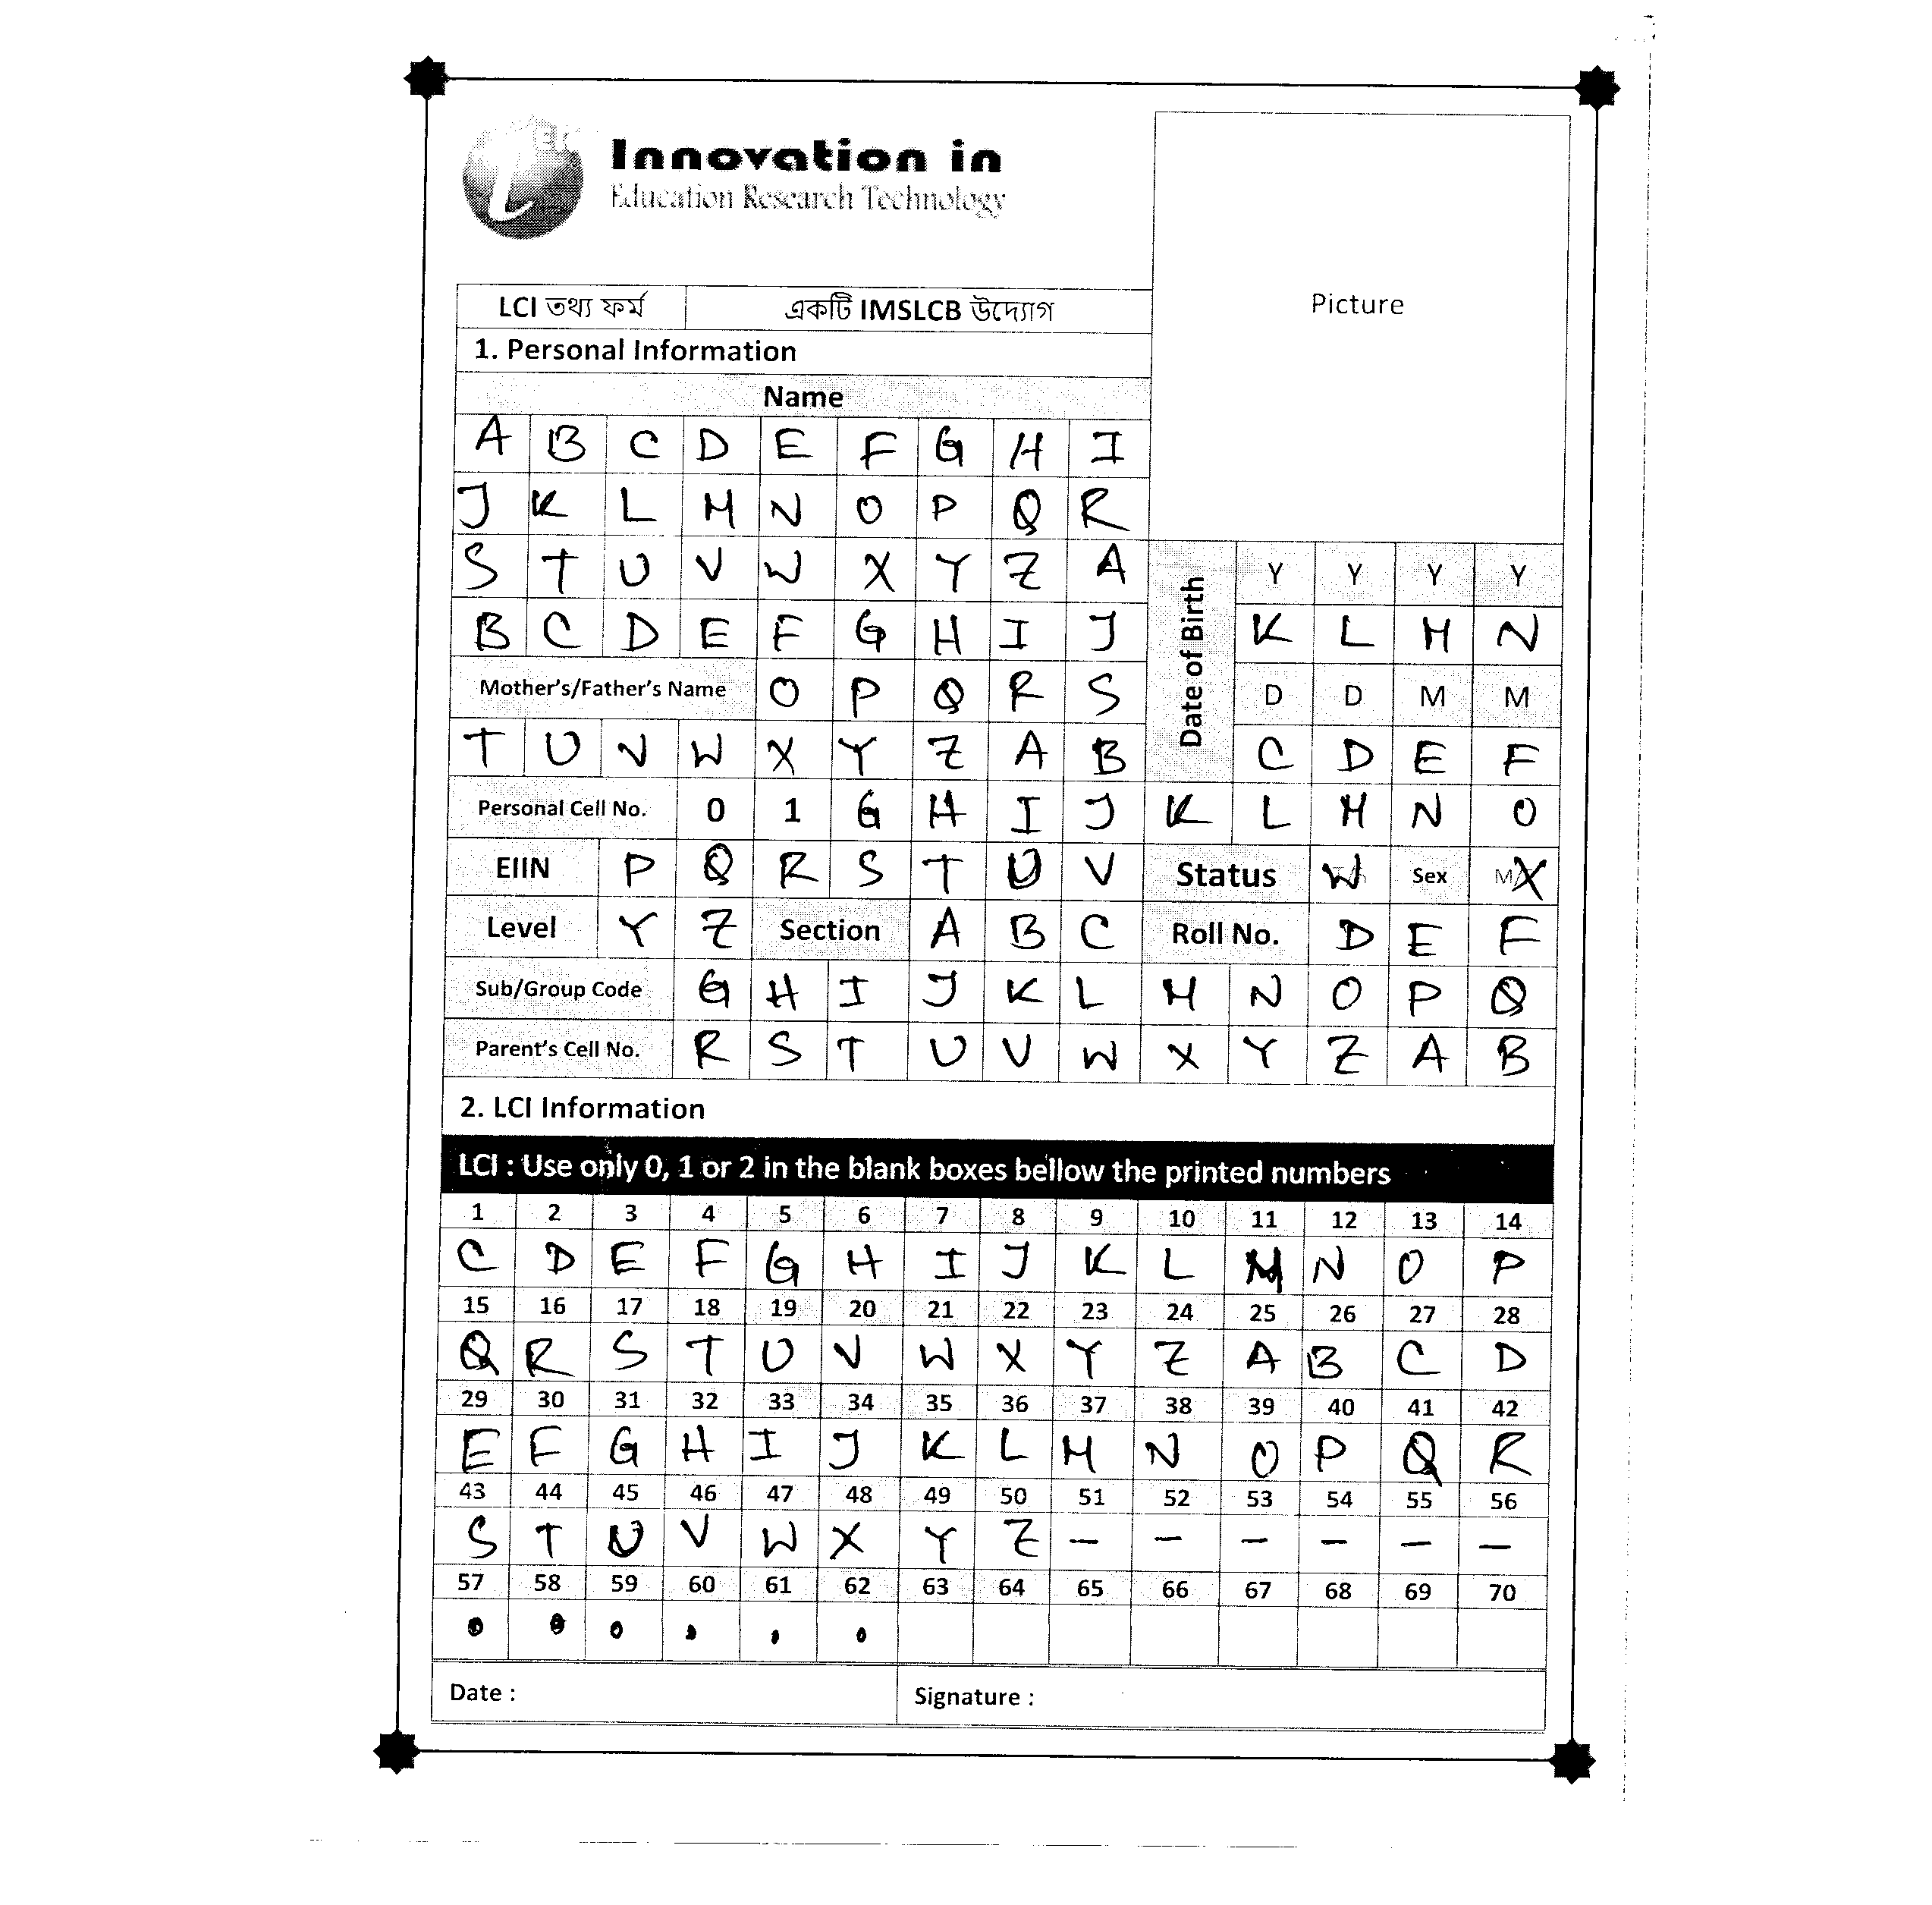 Innovation in
Education Research Technology
LCI তথ্য ফর্ম একটি IMSLCB উদ্যোগ
Picture
1. Personal Information
Name
A B C D E F G H I
J K L M N O P Q R
S T U V W X Y Z A
Date of Birth Y Y Y Y
B C D E F G H I J K L M N
Mother's/Father's Name O P Q R S D D M M
T U V W X Y Z A B C D E F
Personal Cell No. 0 1 G H I J K L M N O
EIIN P Q R S T U V Status W Sex X
Level Y Z Section A B C Roll No. D E F
Sub/Group Code G H I J K L M N O P Q
Parent's Cell No. R S T U V W X Y Z A B
2. LCI Information
LCI : Use only 0, 1 or 2 in the blank boxes bellow the printed numbers
1 2 3 4 5 6 7 8 9 10 11 12 13 14
C D E F G H I J K L M N O P
15 16 17 18 19 20 21 22 23 24 25 26 27 28
Q R S T U V W X Y Z A B C D
29 30 31 32 33 34 35 36 37 38 39 40 41 42
E F G H I J K L M N O P Q R
43 44 45 46 47 48 49 50 51 52 53 54 55 56
S T U V W X Y Z – – – – – –
57 58 59 60 61 62 63 64 65 66 67 68 69 70
. . . . . .
Date :
Signature :